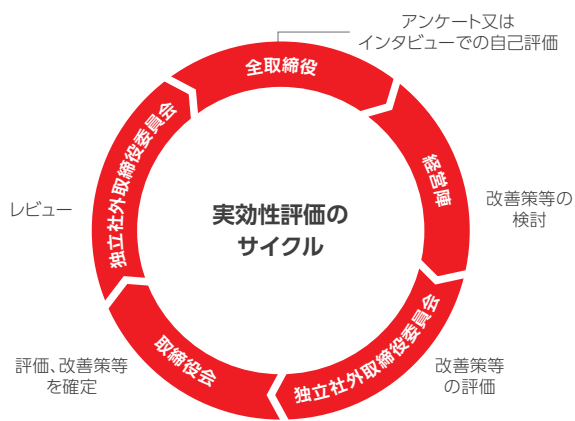 アンケート又は
インタビューでの自己評価
全取締役
経営陣
改善策等の
検討
独立社外取締役委員会
改善策等
の評価
取締役会
評価、改善策等
を確定
独立社外取締役委員会
レビュー
実効性評価の
サイクル